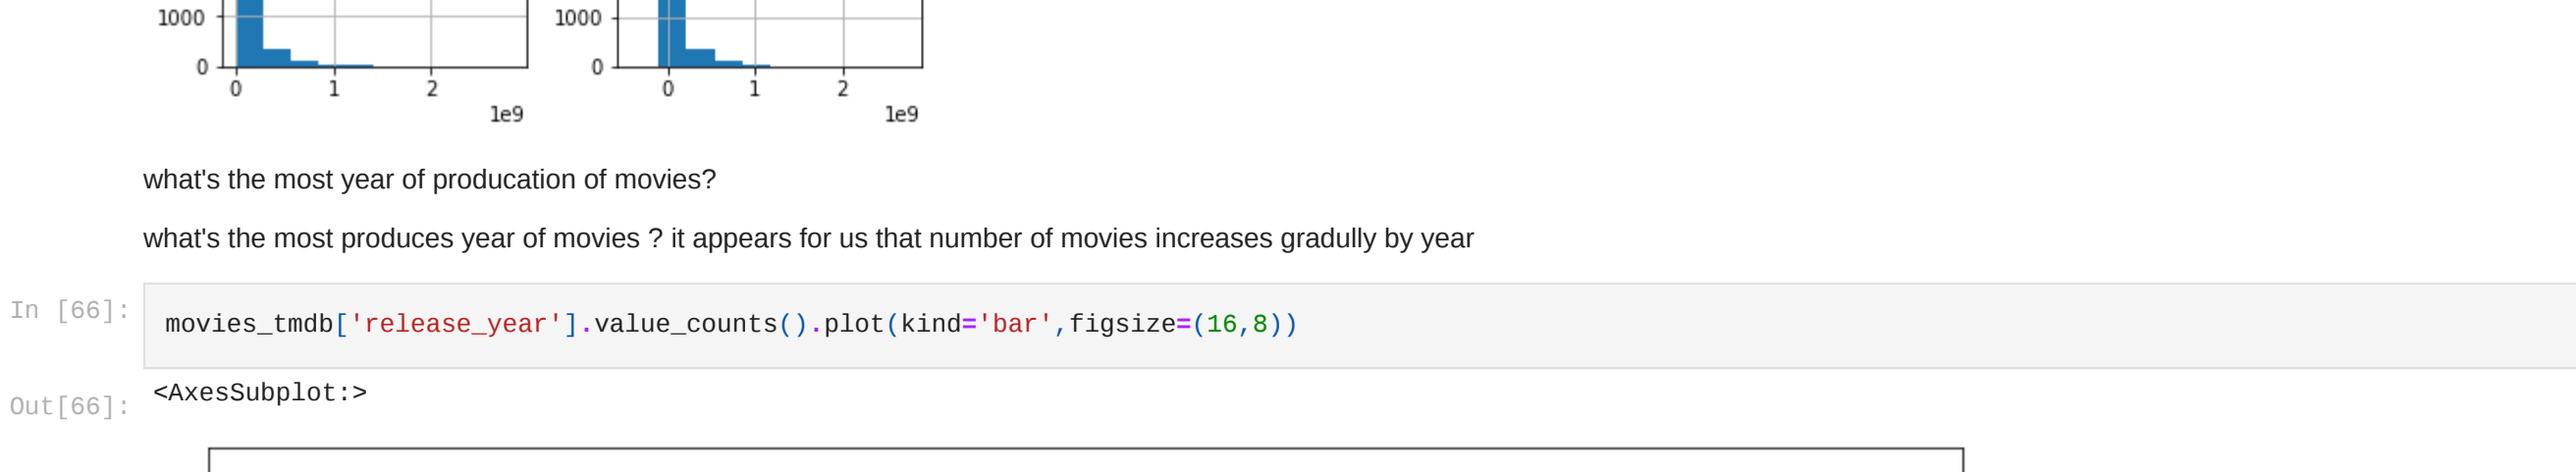 1000 1000
0 0
0 1 2 0 1 2
1e9 1e9
what's the most year of producation of movies?
what's the most produces year of movies ? it appears for us that number of movies increases gradully by year
In [66]: movies_tmdb['release_year'].value_counts().plot(kind='bar',figsize=(16,8))
Out[66]: <AxesSubplot:>